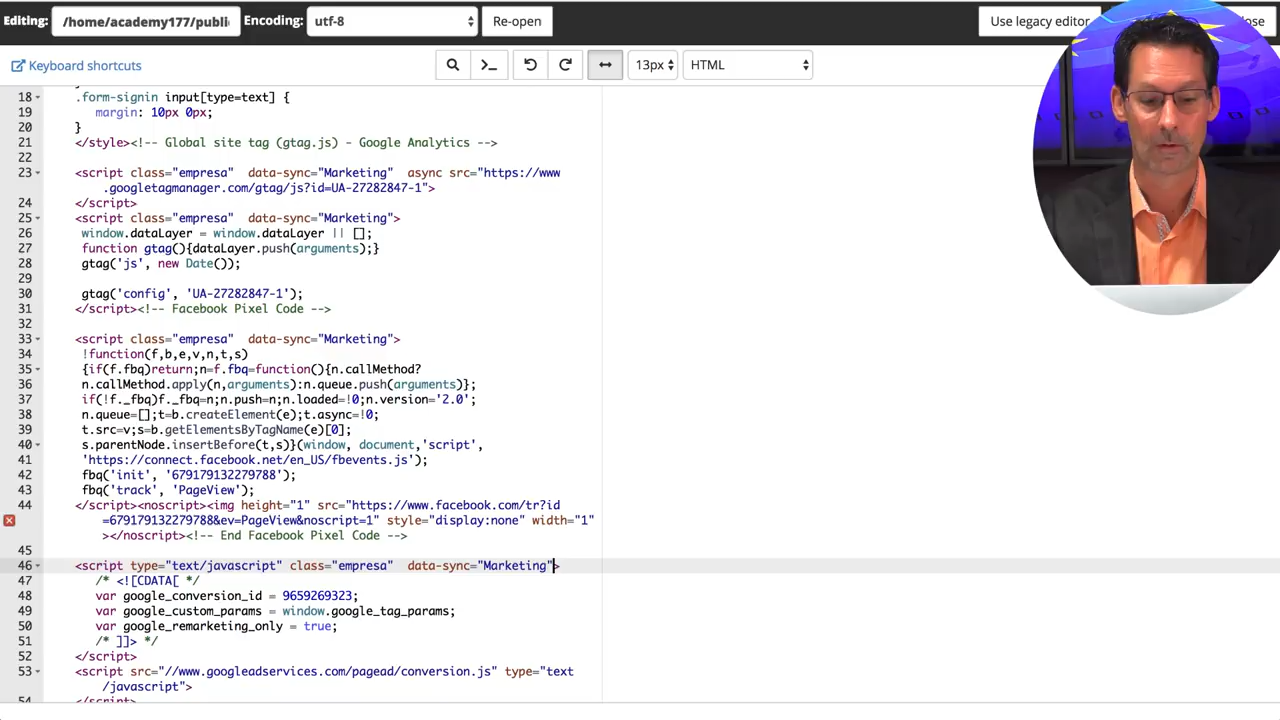 Editing: /home/academy177/publi Encoding: utf-8 Re-open Use legacy editor
Keyboard shortcuts 13px HTML
18 .form-signin input[type=text] {
19 margin: 10px 0px;
20 }
21 </style><!-- Global site tag (gtag.js) - Google Analytics -->
22
23 <script class="empresa"  data-sync="Marketing"  async src="https://www
.googletagmanager.com/gtag/js?id=UA-27282847-1">
24 </script>
25 <script class="empresa"  data-sync="Marketing">
26 window.dataLayer = window.dataLayer || [];
27 function gtag(){dataLayer.push(arguments);}
28 gtag('js', new Date());
29
30 gtag('config', 'UA-27282847-1');
31 </script><!-- Facebook Pixel Code -->
32
33 <script class="empresa"  data-sync="Marketing">
34 !function(f,b,e,v,n,t,s)
35 {if(f.fbq)return;n=f.fbq=function(){n.callMethod?
36 n.callMethod.apply(n,arguments):n.queue.push(arguments)};
37 if(!f._fbq)f._fbq=n;n.push=n;n.loaded=!0;n.version='2.0';
38 n.queue=[];t=b.createElement(e);t.async=!0;
39 t.src=v;s=b.getElementsByTagName(e)[0];
40 s.parentNode.insertBefore(t,s)}(window, document,'script',
41 'https://connect.facebook.net/en_US/fbevents.js');
42 fbq('init', '679179132279788');
43 fbq('track', 'PageView');
44 </script><noscript><img height="1" src="https://www.facebook.com/tr?id
=679179132279788&ev=PageView&noscript=1" style="display:none" width="1"
></noscript><!-- End Facebook Pixel Code -->
45
46 <script type="text/javascript" class="empresa"  data-sync="Marketing">
47 /* <![CDATA[ */
48 var google_conversion_id = 9659269323;
49 var google_custom_params = window.google_tag_params;
50 var google_remarketing_only = true;
51 /* ]]> */
52 </script>
53 <script src="//www.googleadservices.com/pagead/conversion.js" type="text
/javascript">
54 </script>